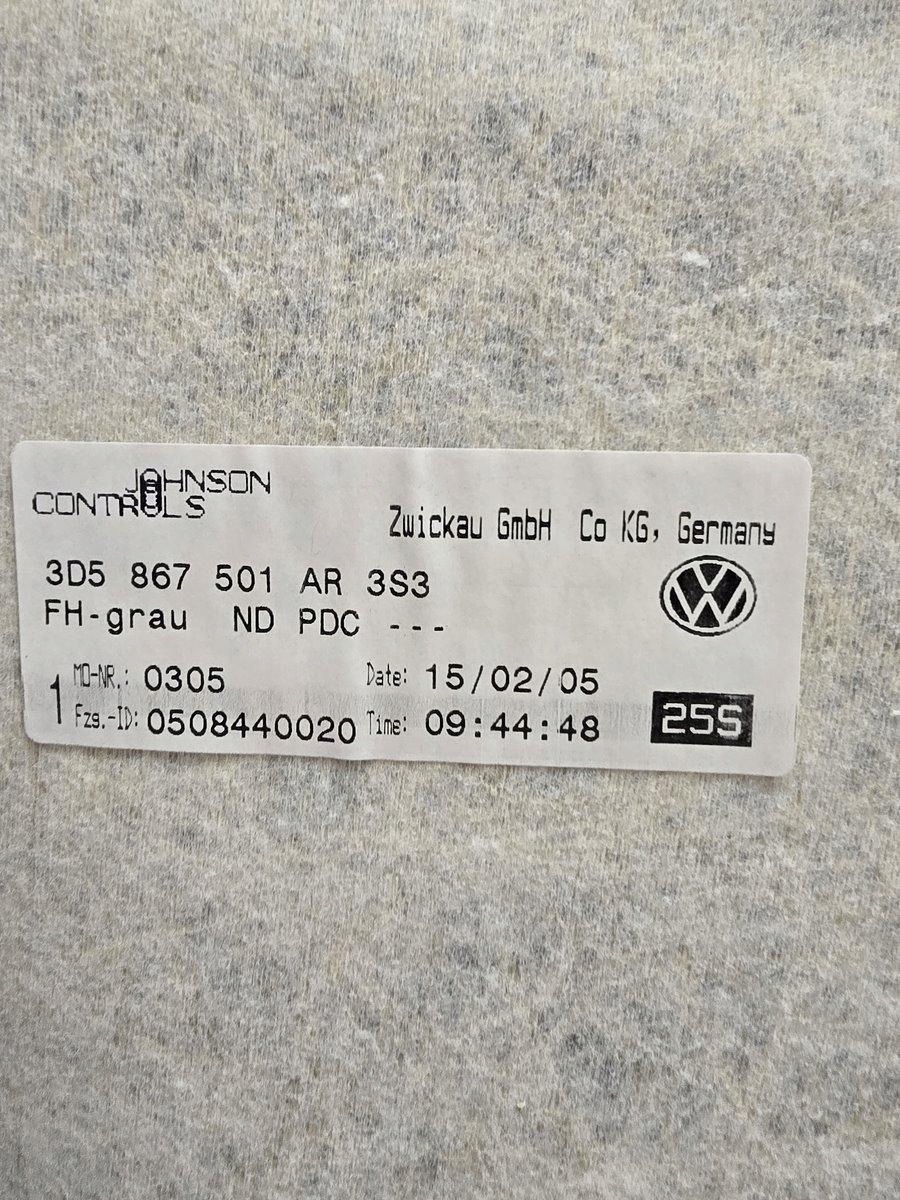 JOHNSON
CONTROLS
Zwickau GmbH Co KG, Germany
3D5 867 501 AR 3S3
FH-grau ND PDC ---
1
MO-NR.: 0305 Date: 15/02/05
Fzg.-ID: 0508440020 Time: 09:44:48
25S